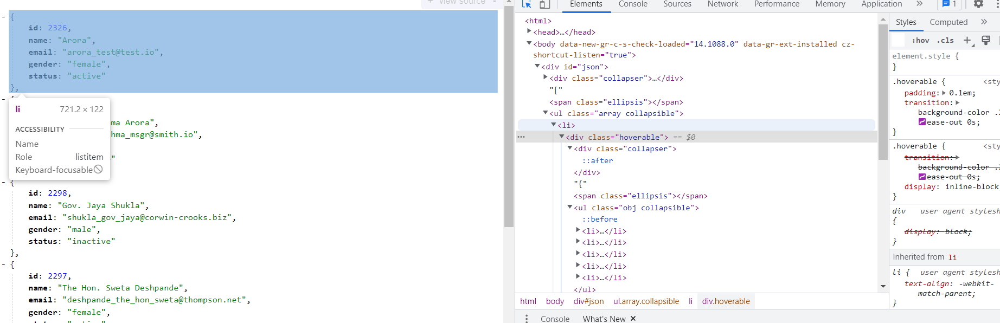 + View source
- {
id: 2326,
name: "Arora",
email: "arora_test@test.io",
gender: "female",
status: "active"
},
- {
li 721.2 × 122
ACCESSIBILITY
Name
Role listitem
Keyboard-focusable
ma Arora",
hma_msgr@smith.io",
"
- {
id: 2298,
name: "Gov. Jaya Shukla",
email: "shukla_gov_jaya@corwin-crooks.biz",
gender: "male",
status: "inactive"
},
- {
id: 2297,
name: "The Hon. Sweta Deshpande",
email: "deshpande_the_hon_sweta@thompson.net",
gender: "female",
Elements Console Sources Network Performance Memory Application » 1
<html>
<head>…</head>
<body data-new-gr-c-s-check-loaded="14.1088.0" data-gr-ext-installed cz-
shortcut-listen="true">
<div id="json">
<div class="collapser">…</div>
"["
<span class="ellipsis"></span>
<ul class="array collapsible">
<li>
… <div class="hoverable"> == $0
<div class="collapser">
::after
</div>
"{"
<span class="ellipsis"></span>
<ul class="obj collapsible">
::before
<li>…</li>
<li>…</li>
<li>…</li>
<li>…</li>
<li>…</li>
</ul>
html body div#json ul.array.collapsible li div.hoverable
Console What's New ×
Styles Computed »
:hov .cls +
element.style {
}
.hoverable { <sty
padding: 0.1em;
transition:
background-color .2
ease-out 0s;
}
.hoverable { <sty
transition:
background-color .2
ease-out 0s;
display: inline-block
}
div user agent stylesh
{
display: block;
}
Inherited from li
li { user agent stylesh
text-align: -webkit-
match-parent;
}